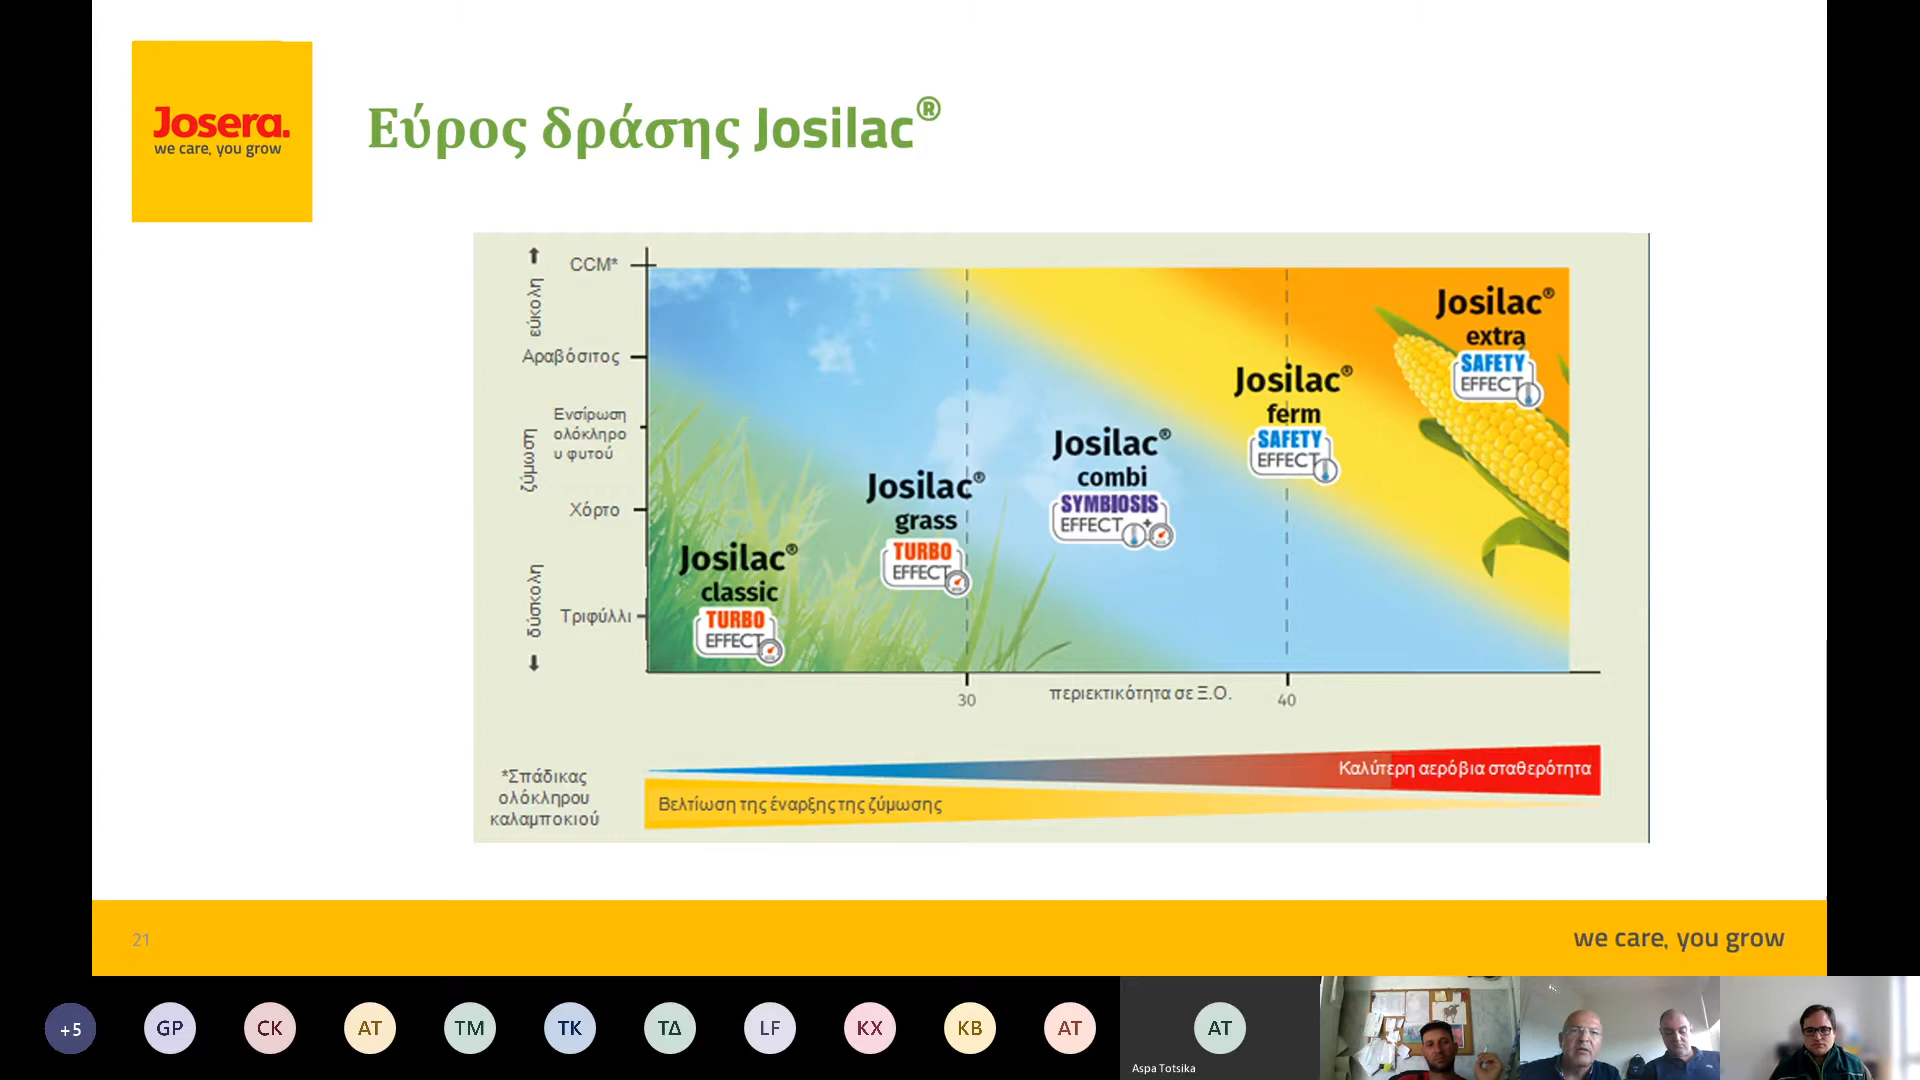 Josera.
we care, you grow
Εύρος δράσης Josilac®
εύκολη
ζύμωση
δύσκολη
CCM*
Αραβόσιτος
Ενσίρωση
ολόκληρο
υ φυτού
Χόρτο
Τριφύλλι
Josilac®
classic
TURBO
EFFECT
Josilac®
grass
TURBO
EFFECT
Josilac®
combi
SYMBIOSIS
EFFECT
+
Josilac®
ferm
SAFETY
EFFECT
Josilac®
extra
SAFETY
EFFECT
30
περιεκτικότητα σε Ξ.Ο.
40
*Σπάδικας
ολόκληρου
καλαμποκιού
Καλύτερη αερόβια σταθερότητα
Βελτίωση της έναρξης της ζύμωσης
21
we care, you grow
+5
GP
CK
AT
TM
TK
ΤΔ
LF
KX
KB
AT
AT
Aspa Totsika